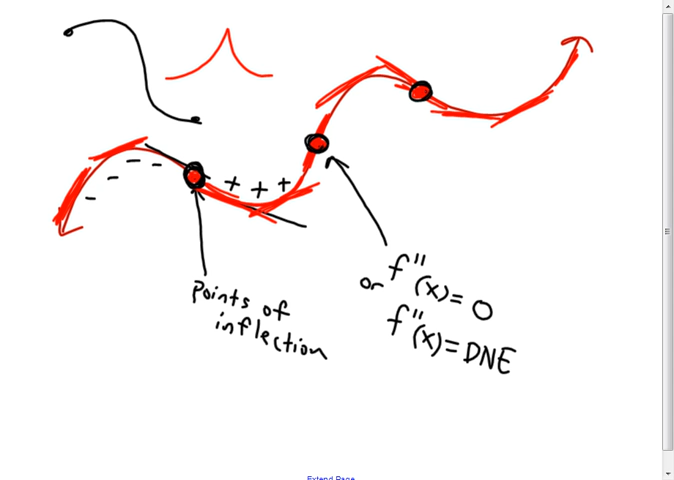 - - - -
+ + +
Points of
inflection
f"(x)=0
or
f"(x)=DNE
Extend Page